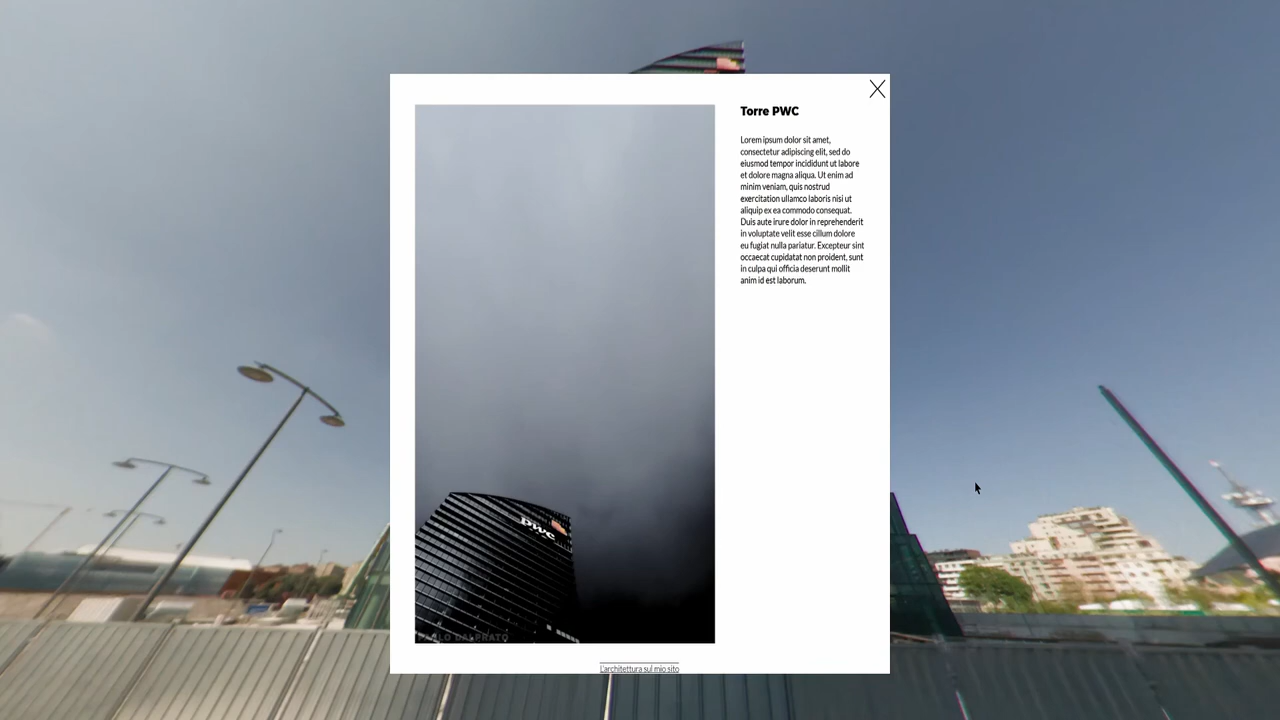 Torre PWC
Lorem ipsum dolor sit amet,
consectetur adipiscing elit, sed do
eiusmod tempor incididunt ut labore
et dolore magna aliqua. Ut enim ad
minim veniam, quis nostrud
exercitation ullamco laboris nisi ut
aliquip ex ea commodo consequat.
Duis aute irure dolor in reprehenderit
in voluptate velit esse cillum dolore
eu fugiat nulla pariatur. Excepteur sint
occaecat cupidatat non proident, sunt
in culpa qui officia deserunt mollit
anim id est laborum.
pwc
DALPRATO
L'architettura sul mio sito